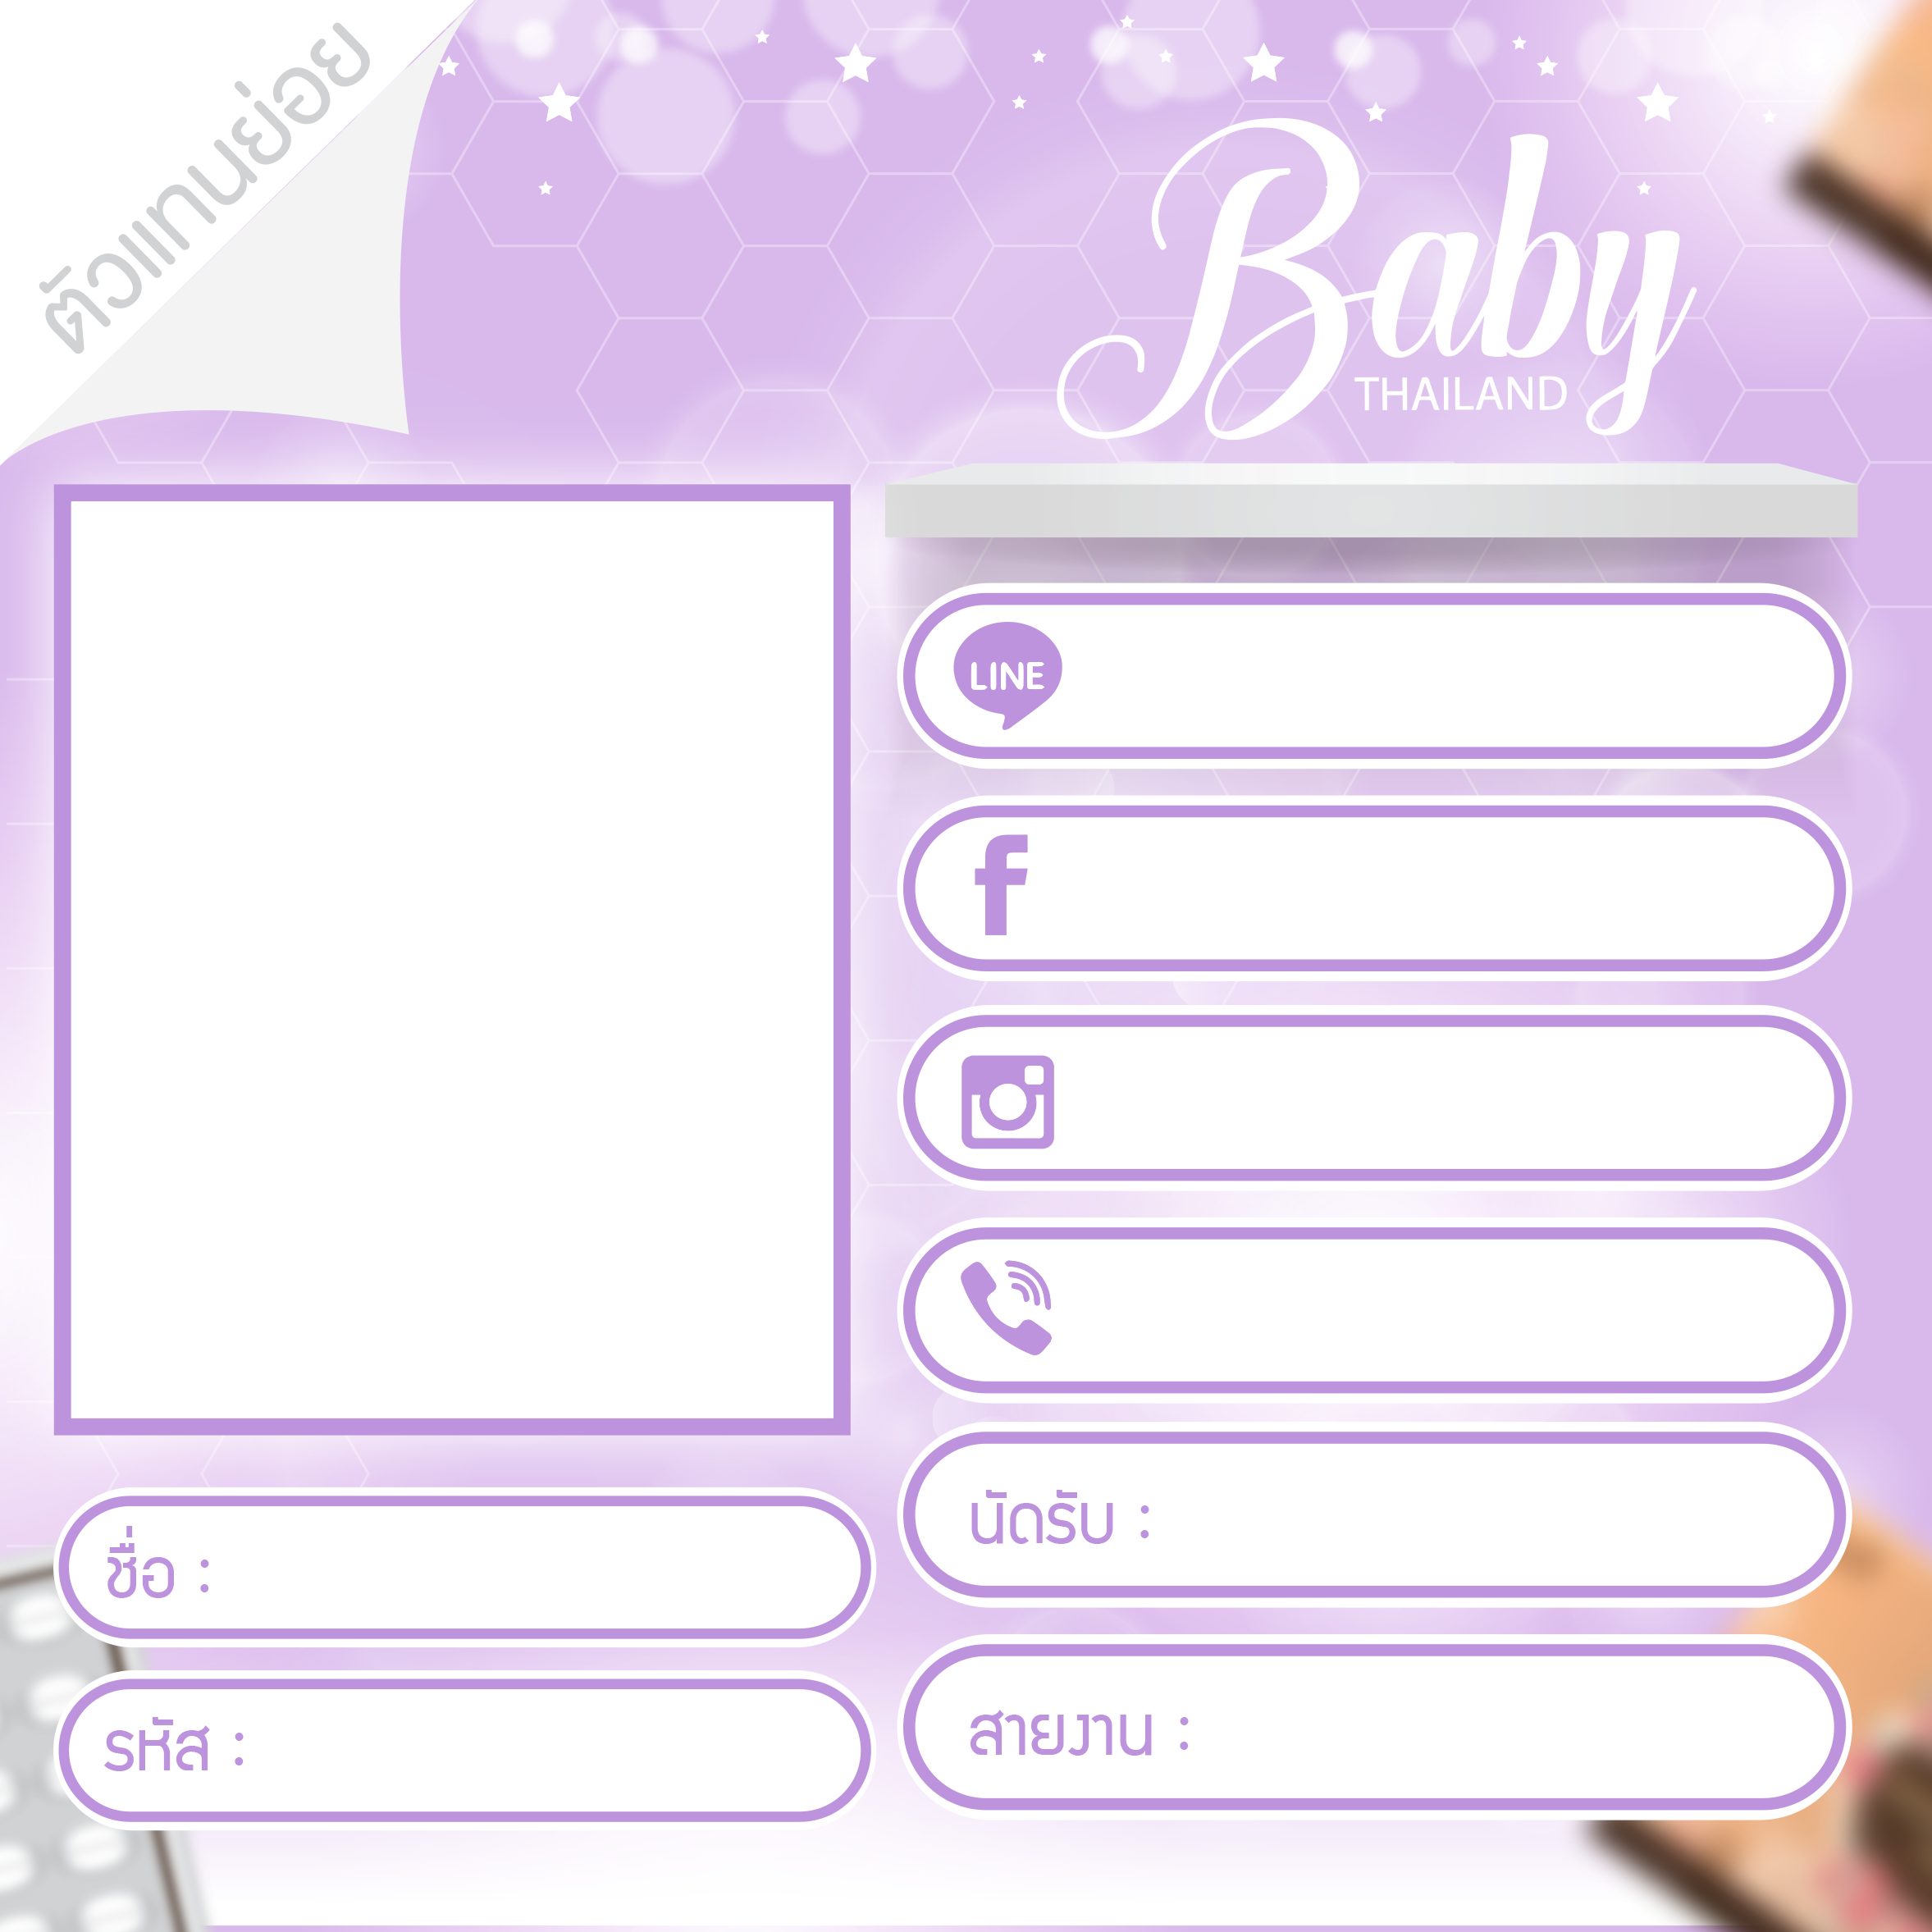 ตัวแทนย่อย
Baby
THAILAND
LINE
นัดรับ :
ชื่อ :
รหัส :
สายงาน :